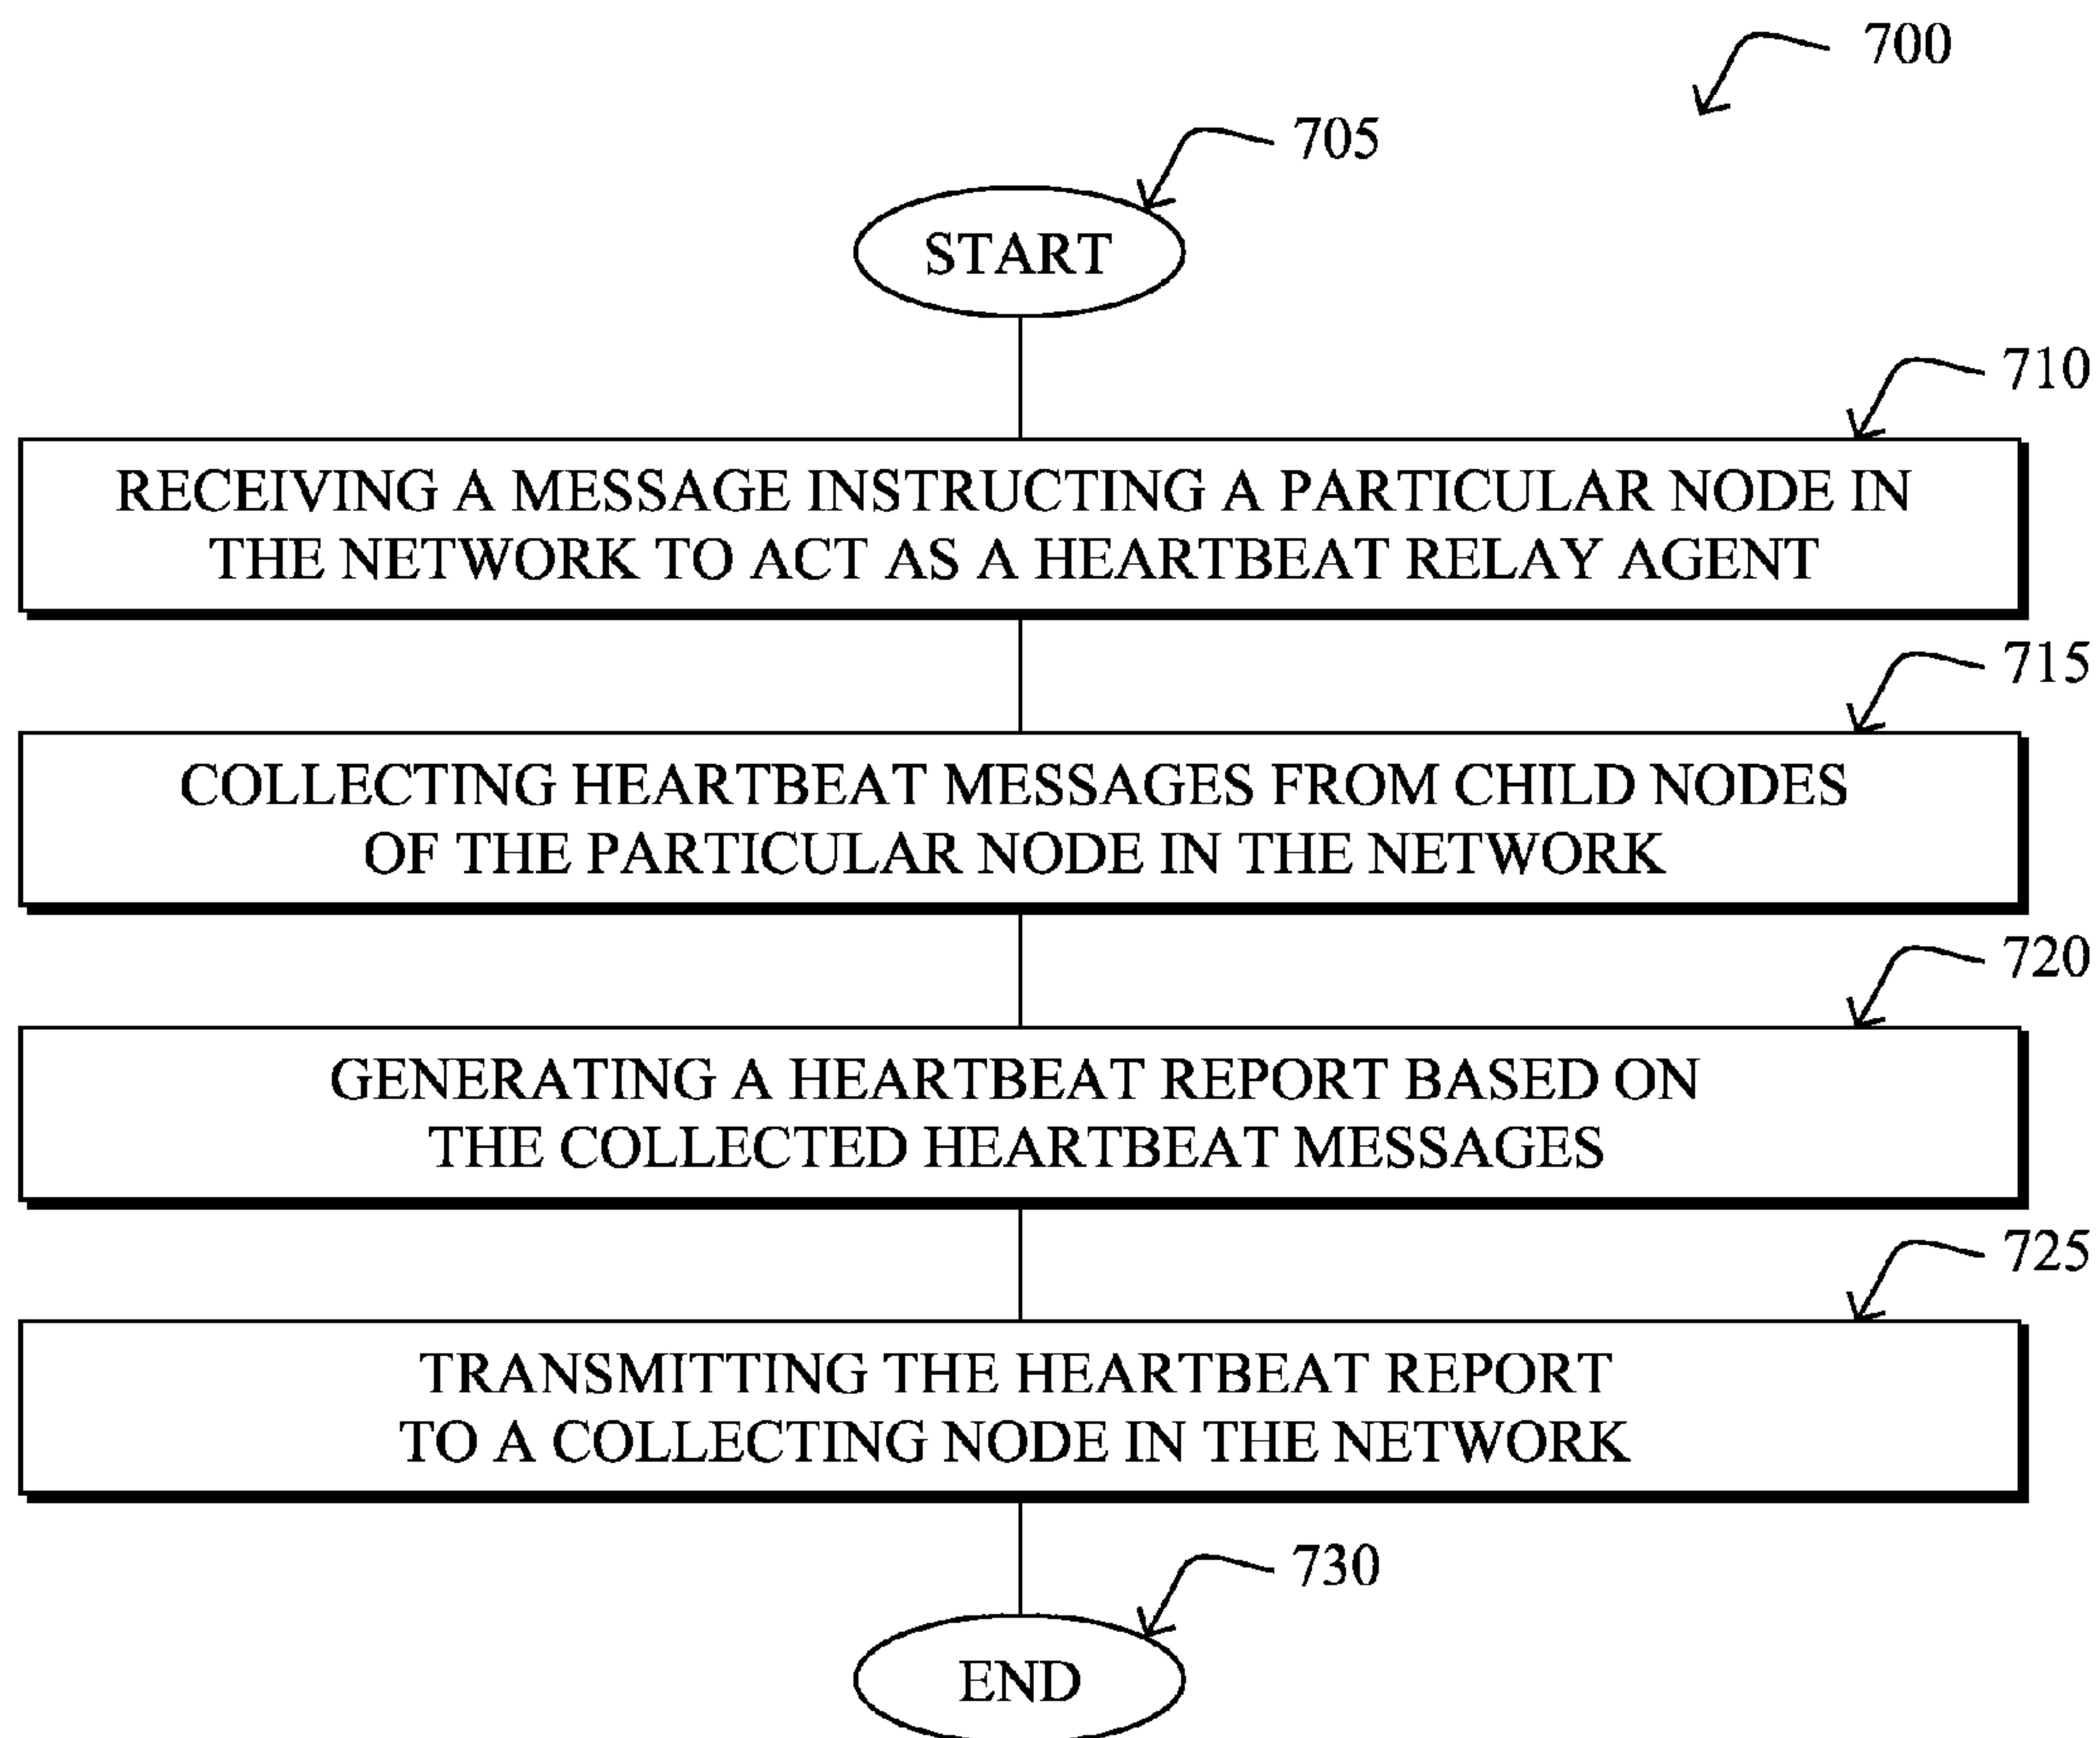 700
705
START
710
RECEIVING A MESSAGE INSTRUCTING A PARTICULAR NODE IN
THE NETWORK TO ACT AS A HEARTBEAT RELAY AGENT
715
COLLECTING HEARTBEAT MESSAGES FROM CHILD NODES
OF THE PARTICULAR NODE IN THE NETWORK
720
GENERATING A HEARTBEAT REPORT BASED ON
THE COLLECTED HEARTBEAT MESSAGES
725
TRANSMITTING THE HEARTBEAT REPORT
TO A COLLECTING NODE IN THE NETWORK
730
END